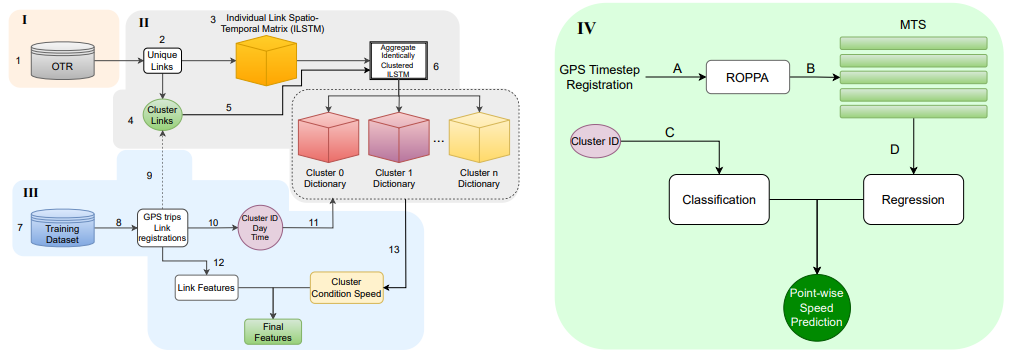 I
II
3
Individual Link Spatio-
Temporal Matrix (ILSTM)
1
OTR
2
Unique
Links
Aggregate
Identically
Clustered
ILSTM
6
4
Cluster
Links
5
...
Cluster 0
Dictionary
Cluster 1
Dictionary
Cluster n
Dictionary
9
III
7
Training
Dataset
8
GPS trips
Link
registrations
10
Cluster ID
Day
Time
11
12
13
Link Features
Cluster
Condition Speed
Final
Features
IV
MTS
GPS Timestep
Registration
A
ROPPA
B
Cluster ID
C
D
Classification
Regression
Point-wise
Speed
Prediction